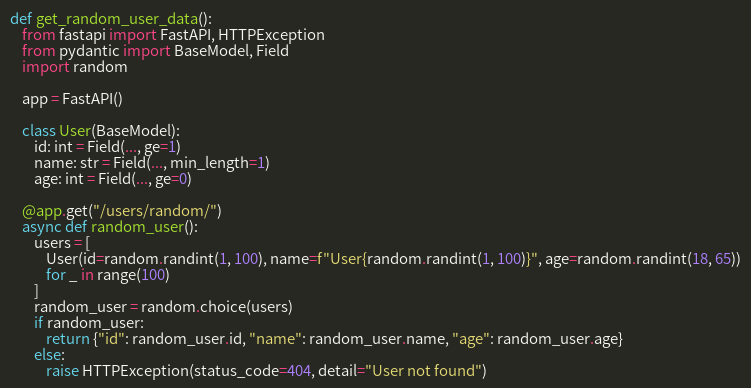 def get_random_user_data():
    from fastapi import FastAPI, HTTPException
    from pydantic import BaseModel, Field
    import random

    app = FastAPI()

    class User(BaseModel):
        id: int = Field(..., ge=1)
        name: str = Field(..., min_length=1)
        age: int = Field(..., ge=0)

    @app.get("/users/random/")
    async def random_user():
        users = [
            User(id=random.randint(1, 100), name=f"User{random.randint(1, 100)}", age=random.randint(18, 65))
            for _ in range(100)
        ]
        random_user = random.choice(users)
        if random_user:
            return {"id": random_user.id, "name": random_user.name, "age": random_user.age}
        else:
            raise HTTPException(status_code=404, detail="User not found")